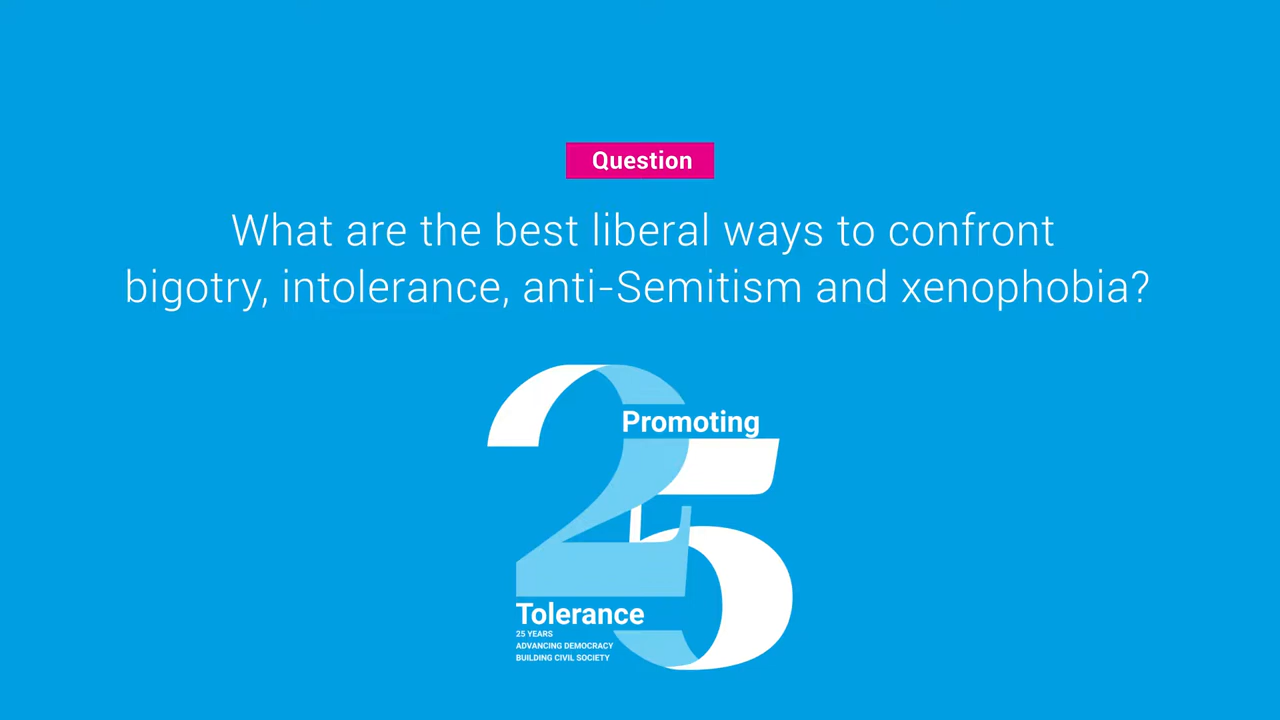 Question
What are the best liberal ways to confront
bigotry, intolerance, anti-Semitism and xenophobia?
25
Promoting
Tolerance
25 YEARS
ADVANCING DEMOCRACY
BUILDING CIVIL SOCIETY